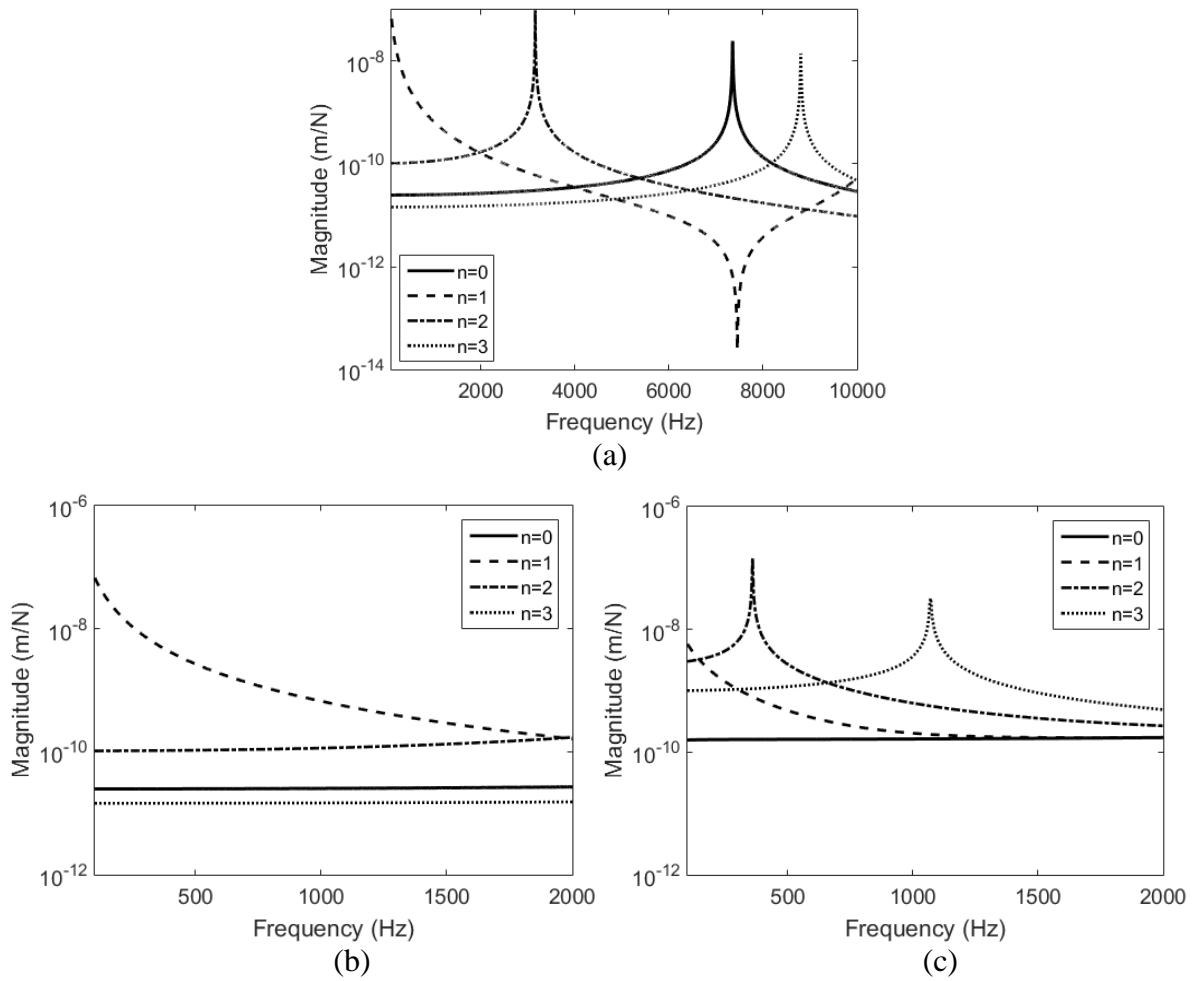 10^-8
10^-10
10^-12
10^-14
Magnitude (m/N)
n=0
n=1
n=2
n=3
2000 4000 6000 8000 10000
Frequency (Hz)
(a)
10^-6
10^-8
10^-10
10^-12
Magnitude (m/N)
n=0
n=1
n=2
n=3
500 1000 1500 2000
Frequency (Hz)
(b)
10^-6
10^-8
10^-10
10^-12
Magnitude (m/N)
n=0
n=1
n=2
n=3
500 1000 1500 2000
Frequency (Hz)
(c)